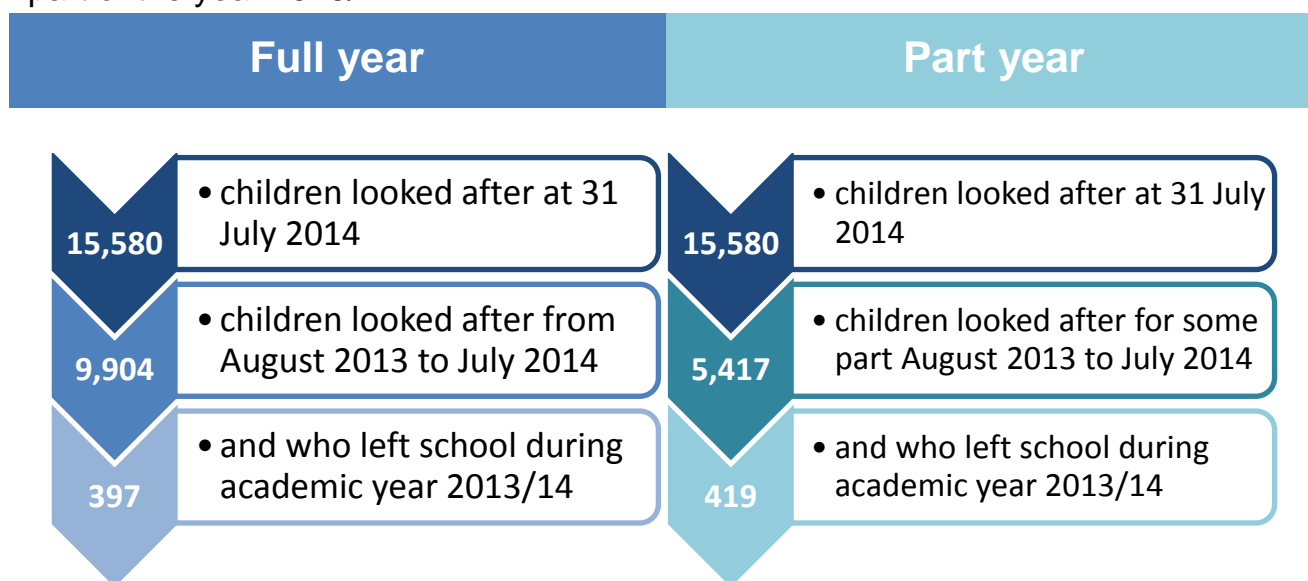 Full year
Part year
15,580
• children looked after at 31
July 2014
9,904
• children looked after from
August 2013 to July 2014
397
• and who left school during
academic year 2013/14
15,580
• children looked after at 31 July
2014
5,417
• children looked after for some
part August 2013 to July 2014
419
• and who left school during
academic year 2013/14